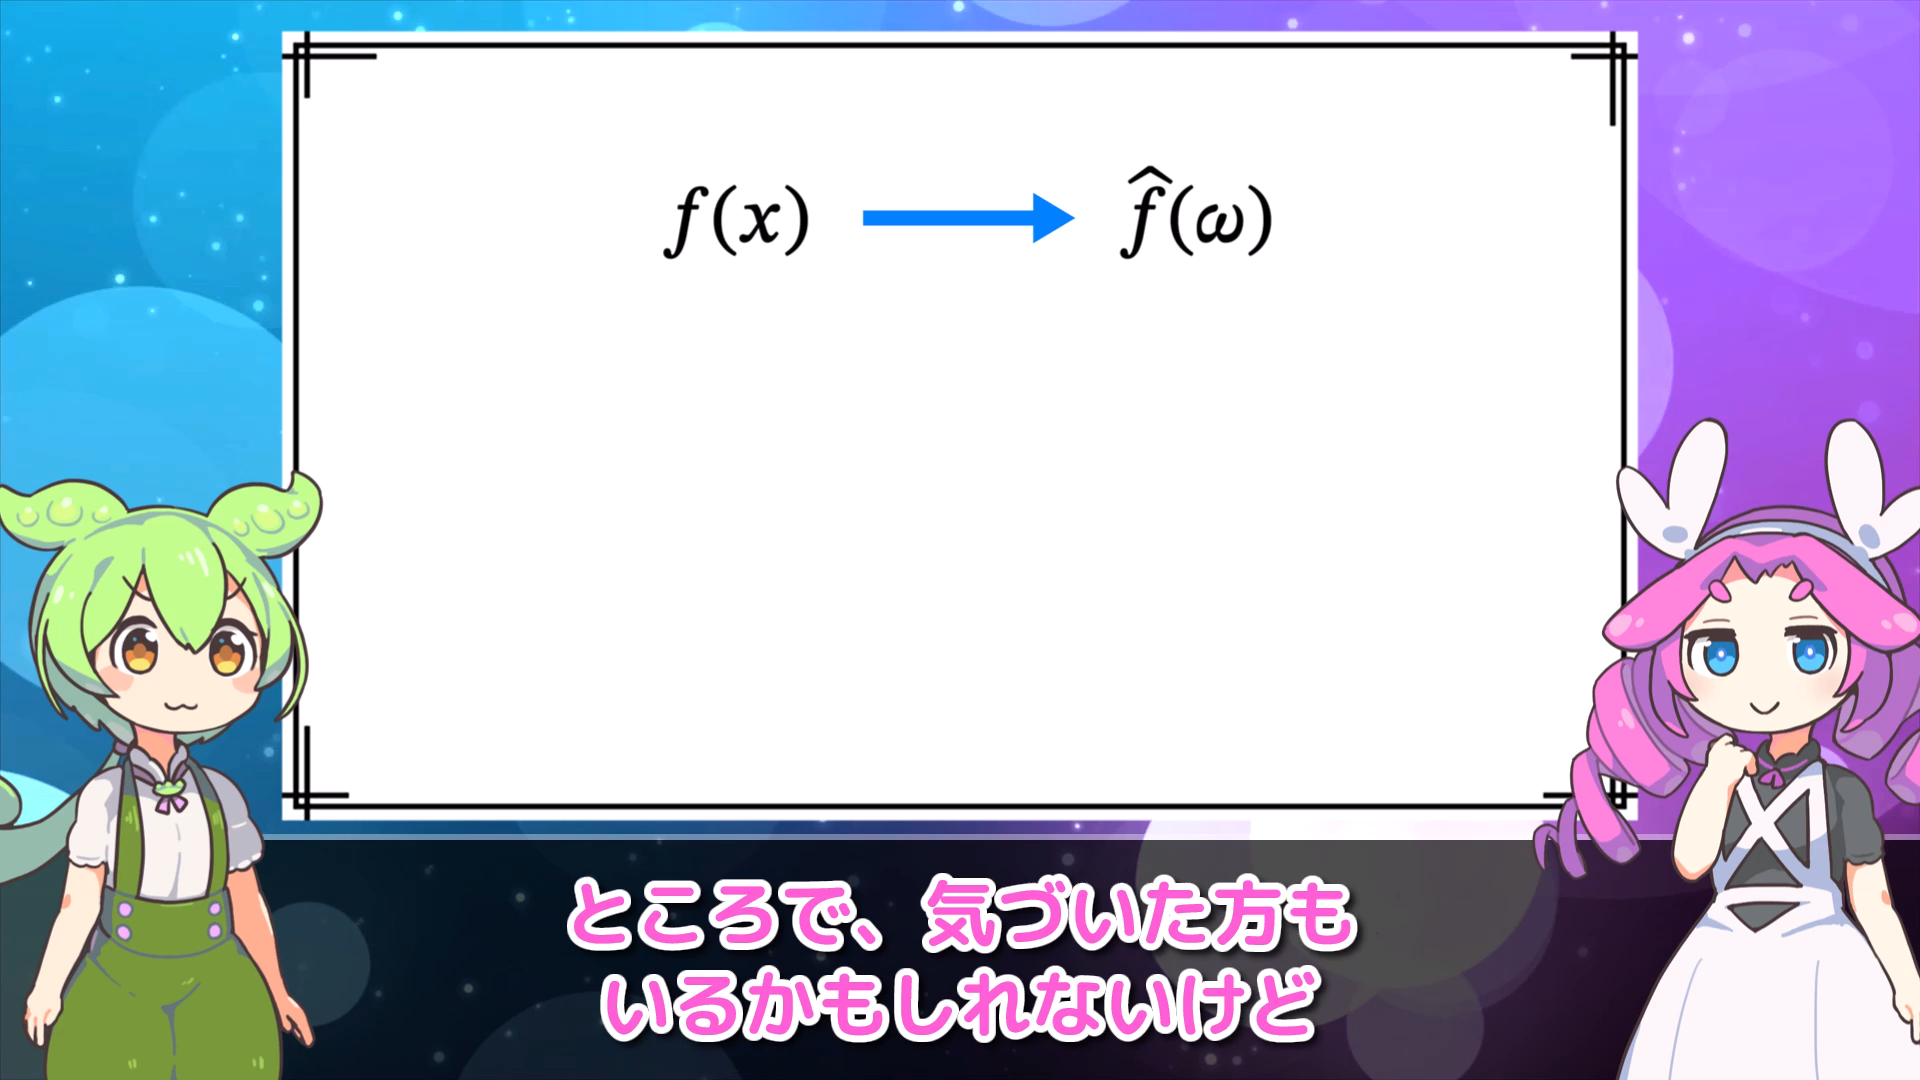 f(x) → f̂(ω)
ところで、気づいた方も
いるかもしれないけど